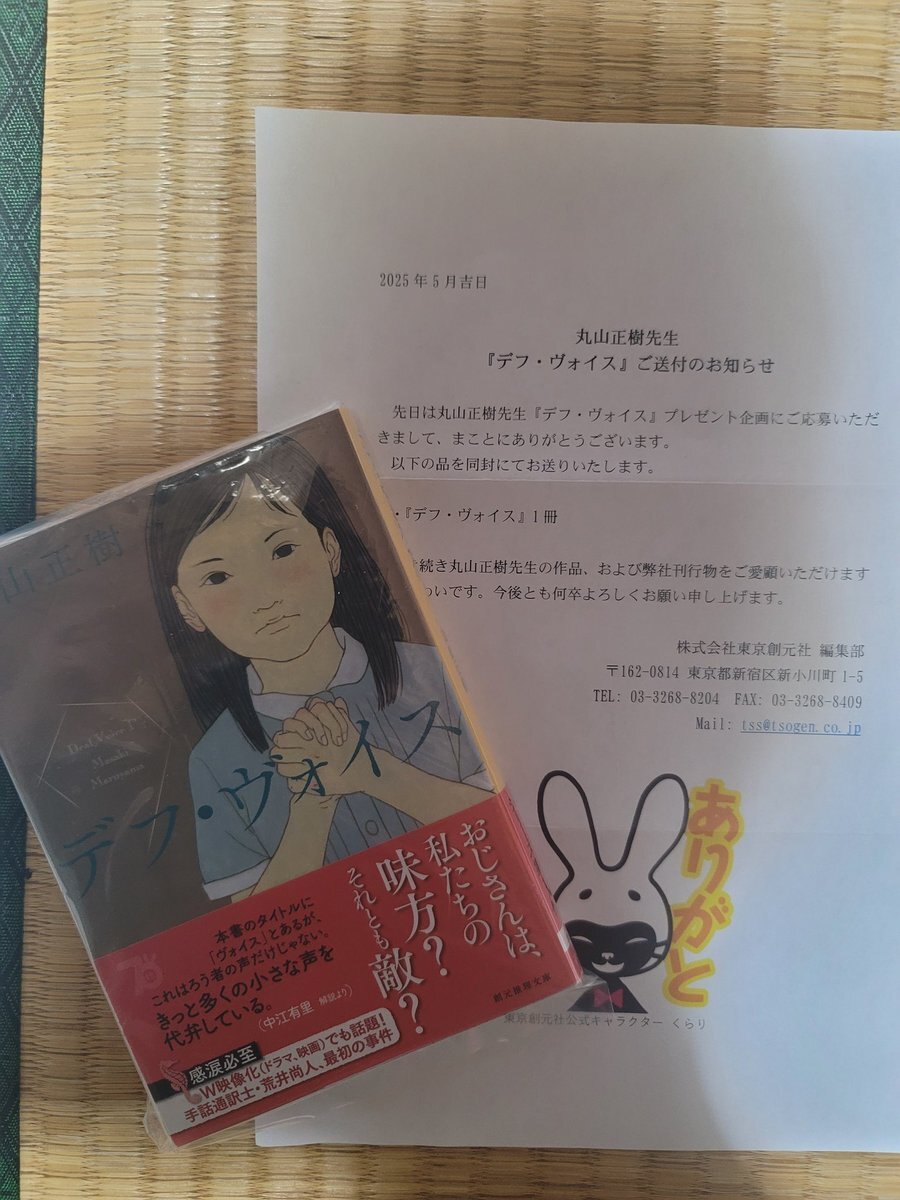 2025年5月吉日
丸山正樹先生
『デフ・ヴォイス』ご送付のお知らせ
先日は丸山正樹先生『デフ・ヴォイス』プレゼント企画にご応募いただ
きまして、まことにありがとうございます。
以下の品を同封にてお送りいたします。
・『デフ・ヴォイス』1冊
続き丸山正樹先生の作品、および弊社刊行物をご愛顧いただけます
いです。今後とも何卒よろしくお願い申し上げます。
株式会社東京創元社 編集部
〒162-0814 東京都新宿区新小川町1-5
TEL: 03-3268-8204 FAX: 03-3268-8409
Mail: tss@tsogen.co.jp
ありがと
東京創元社公式キャラクター くらり
山正樹
Deaf Voice
Masaki
Maruyama
デフ・ヴォイス
おじさんは、
私たちの
味方?
それとも
敵?
本書のタイトルに
「ヴォイス」とあるが、
これはろう者の声だけじゃない。
きっと多くの小さな声を
代弁している。
(中江有里 解説より)
感涙必至
W映像化(ドラマ、映画)でも話題!
手話通訳士・荒井尚人、最初の事件
創元推理文庫
70